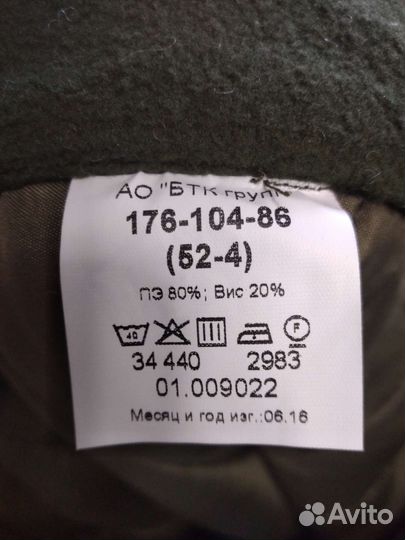 АО "БТК груп
176-104-86
(52-4)
ПЭ 80%; Вис 20%
40 F
34 440 2983
01.009022
Месяц и год изг.:06.16
Avito